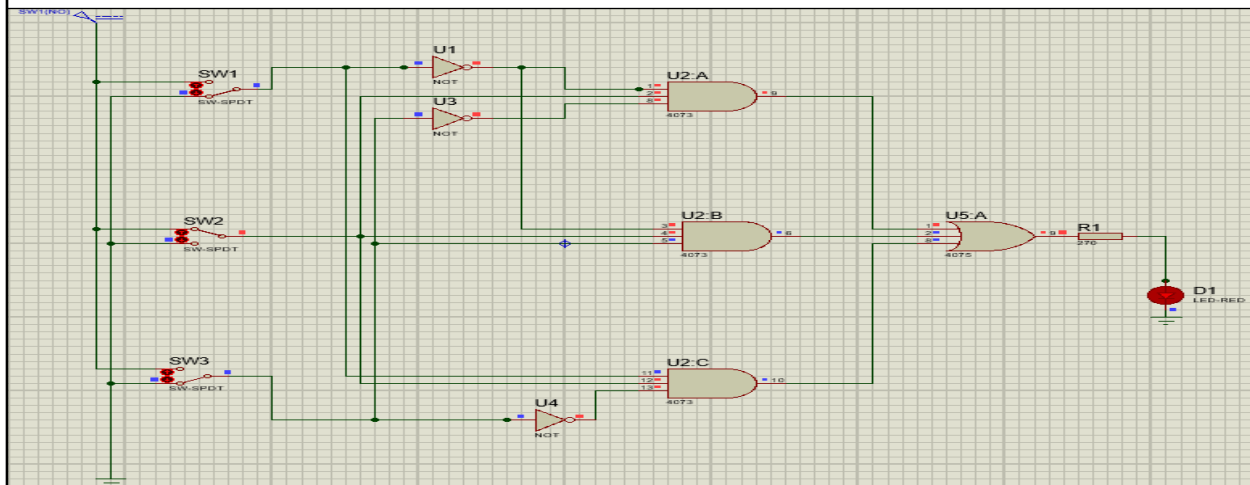 SW1(NO)
SW1
SW-SPDT
U1
NOT
U3
NOT
U2:A
1
2
8
9
4073
SW2
SW-SPDT
U2:B
3
4
5
6
4073
U5:A
1
2
8
9
4075
R1
270
D1
LED-RED
SW3
SW-SPDT
U4
NOT
U2:C
11
12
13
10
4073